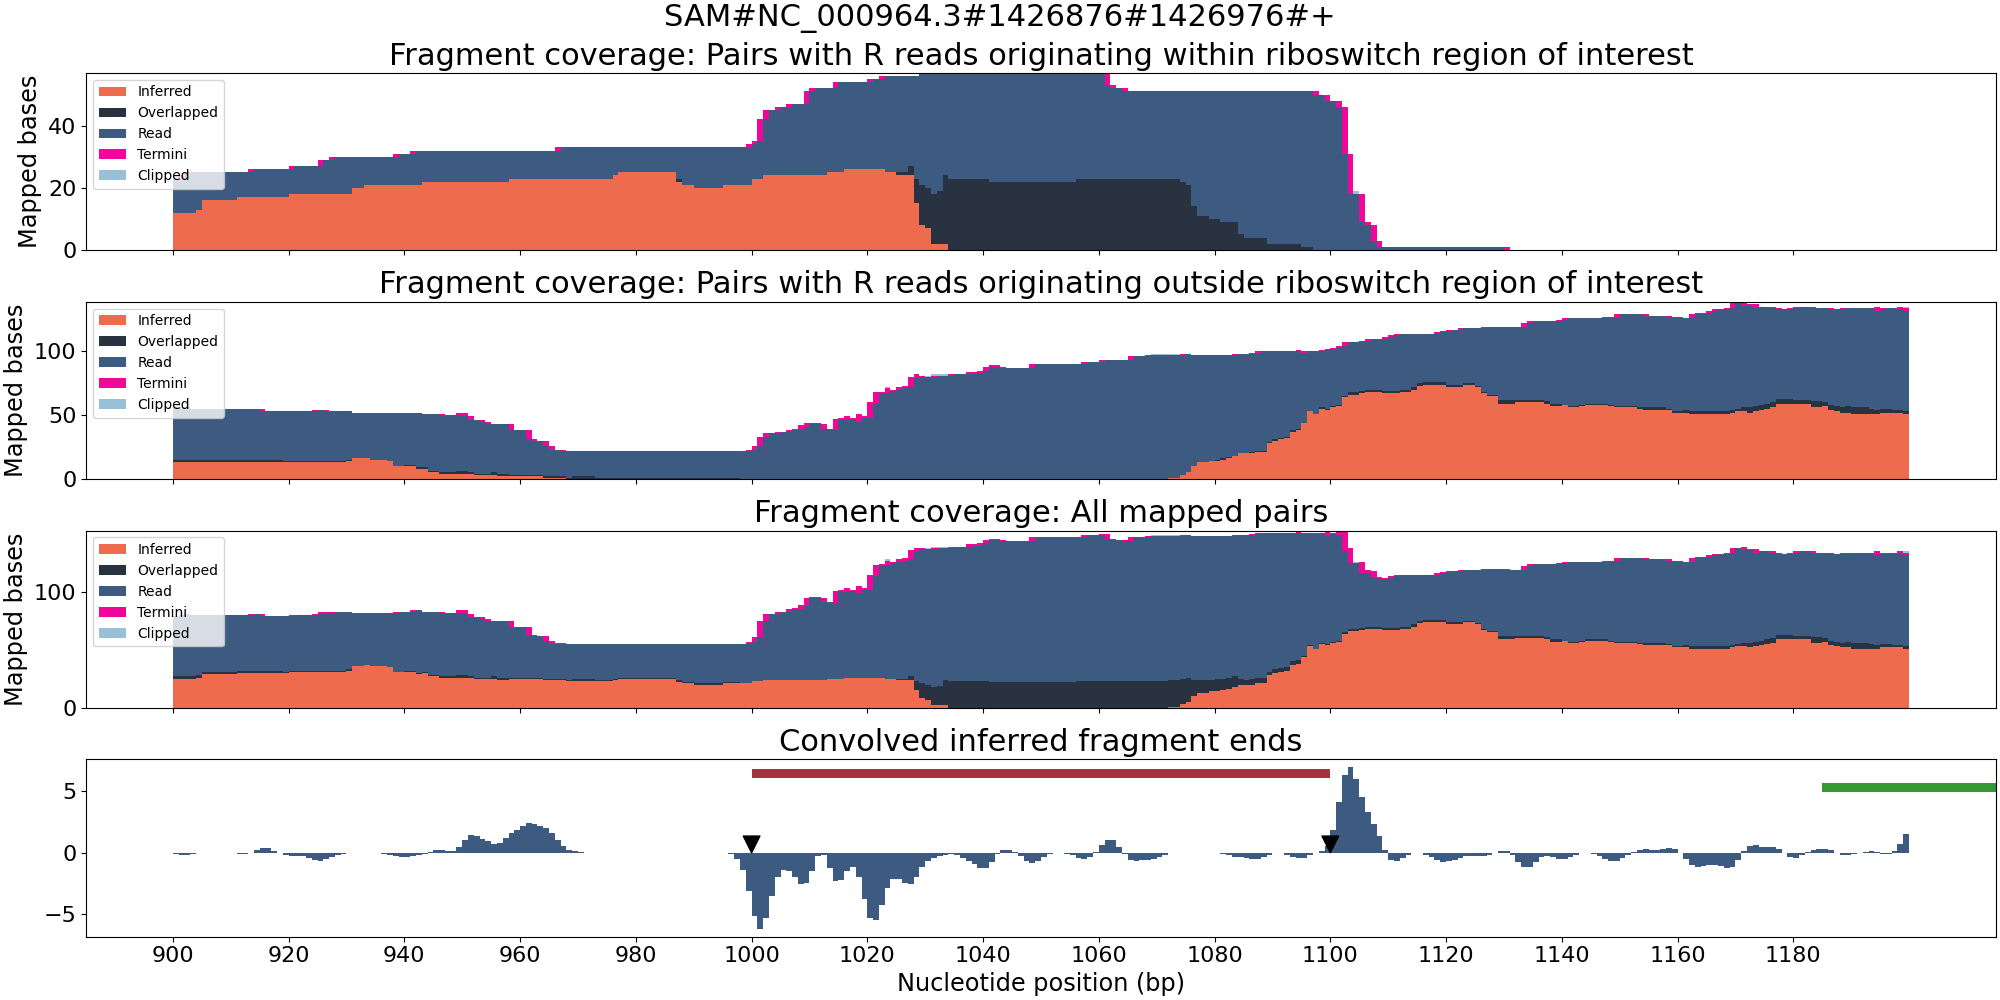 SAM#NC_000964.3#1426876#1426976#+
Fragment coverage: Pairs with R reads originating within riboswitch region of interest
Mapped bases
40
20
0
Inferred
Overlapped
Read
Termini
Clipped
Fragment coverage: Pairs with R reads originating outside riboswitch region of interest
Mapped bases
100
50
0
Inferred
Overlapped
Read
Termini
Clipped
Fragment coverage: All mapped pairs
Mapped bases
100
0
Inferred
Overlapped
Read
Termini
Clipped
Convolved inferred fragment ends
5
0
−5
900 920 940 960 980 1000 1020 1040 1060 1080 1100 1120 1140 1160 1180
Nucleotide position (bp)